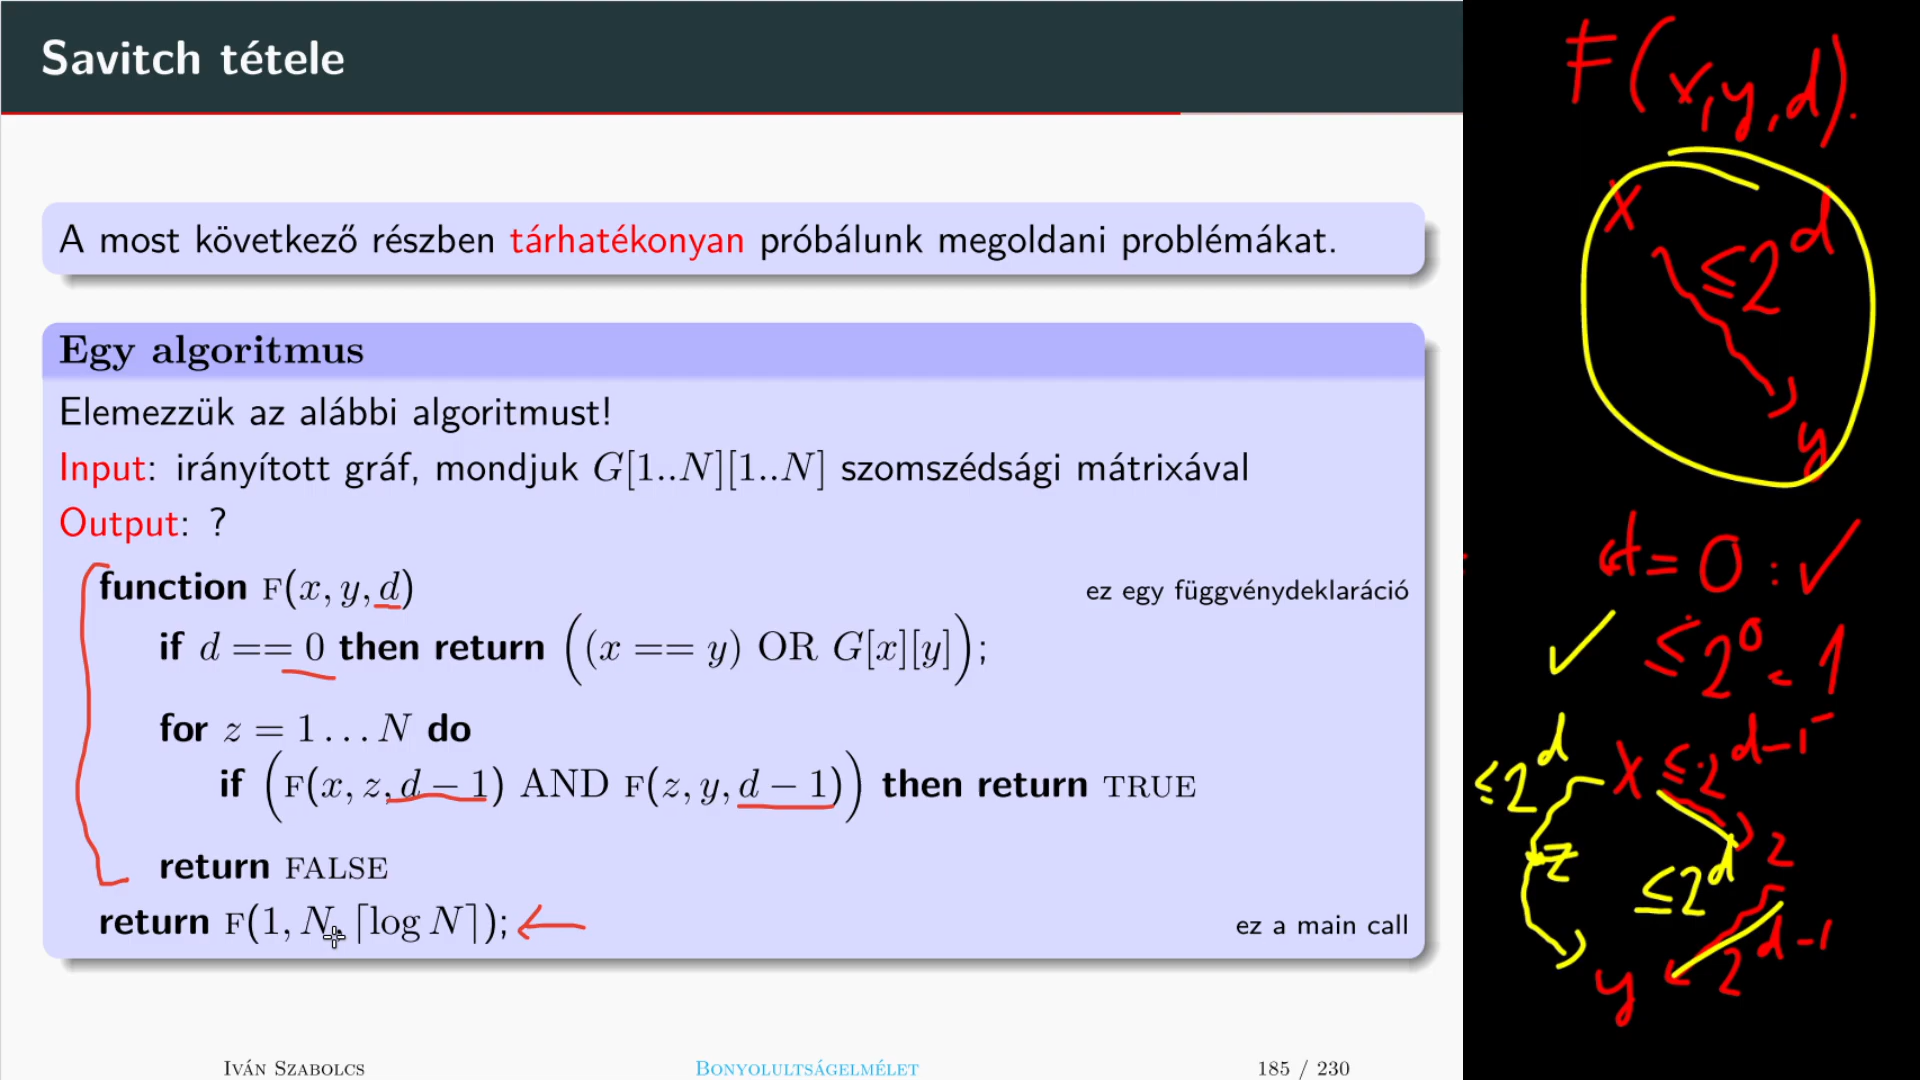 Savitch tétele
A most következő részben tárhatékonyan próbálunk megoldani problémákat.
Egy algoritmus
Elemezzük az alábbi algoritmust!
Input: irányított gráf, mondjuk G[1..N][1..N] szomszédsági mátrixával
Output: ?
function F(x, y, d) ez egy függvénydeklaráció
if d == 0 then return ((x == y) OR G[x][y]);
for z = 1 … N do
if (F(x, z, d − 1) AND F(z, y, d − 1)) then return TRUE
return FALSE
return F(1, N, ⌈log N⌉); ez a main call
Iván Szabolcs Bonyolultságelmélet 185 / 230
F(x,y,d).
x
≤2^d
y
d=0:✓
✓ ≤2^0=1
≤2^d x ≤2^d-1
z z
≤2^d
y 2^d-1